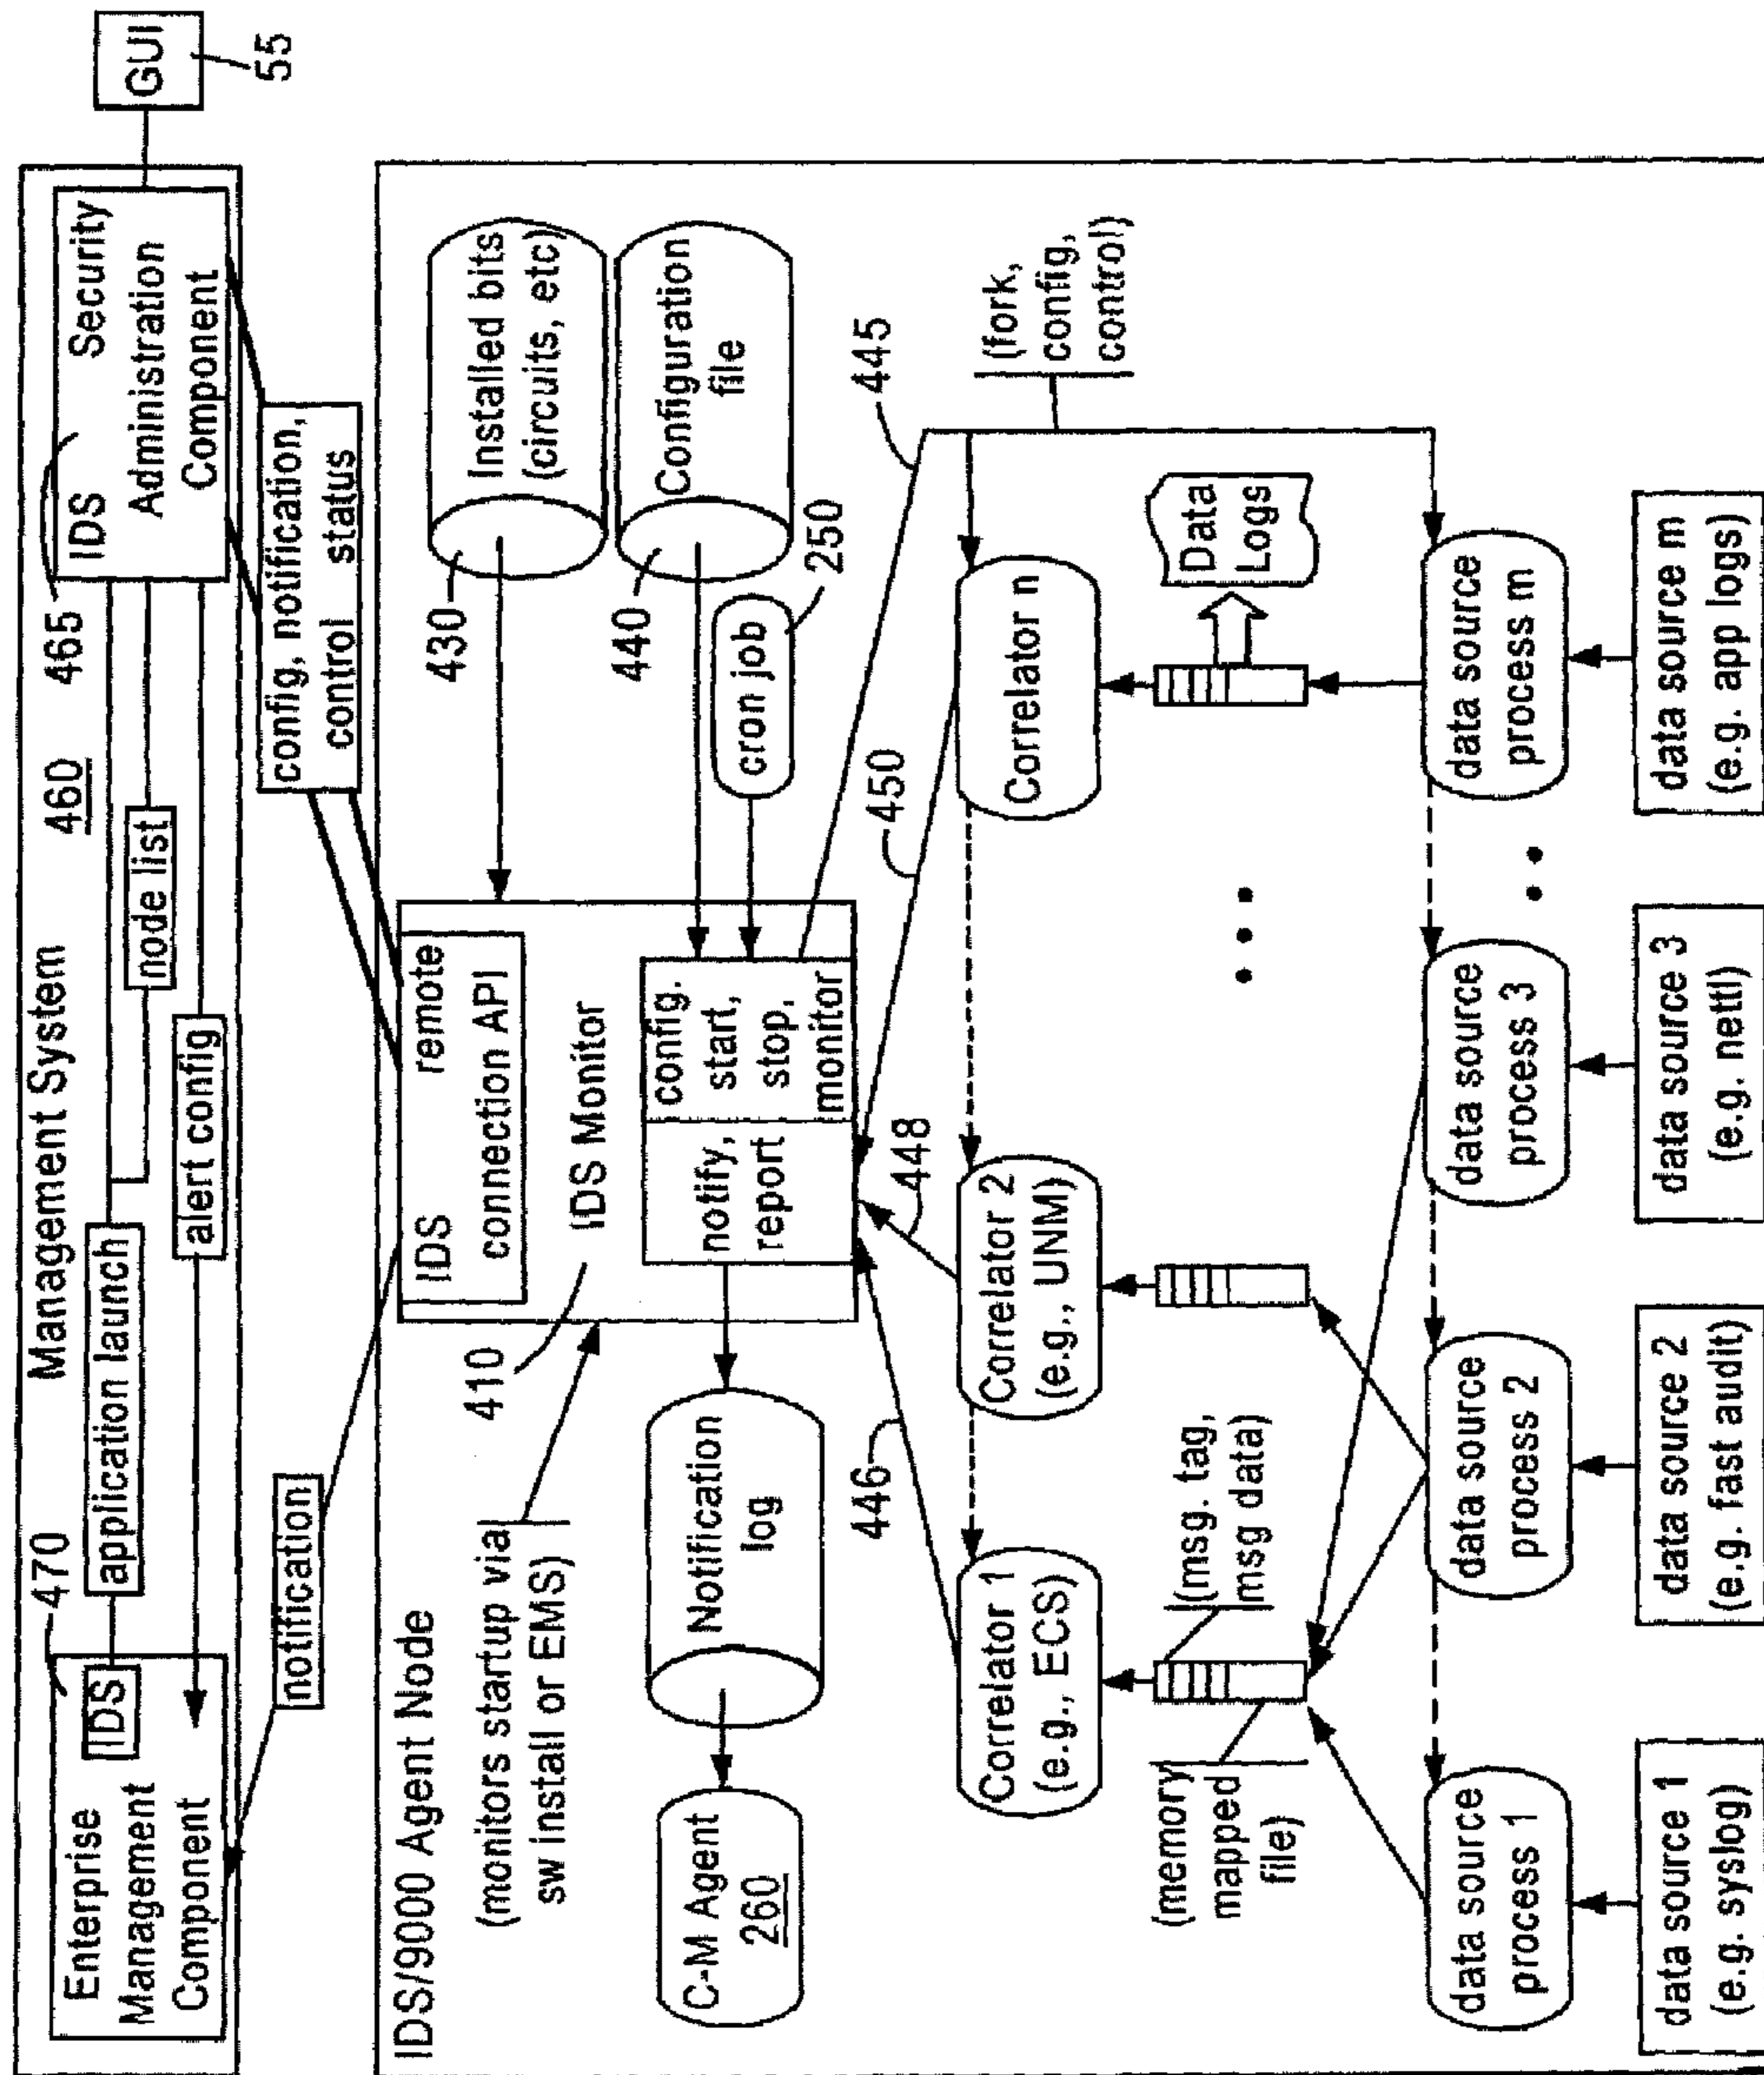 Management System
460
465
470
Enterprise
Management
Component
IDS
application launch
node list
alert config
IDS Security
Administration
Component
GUI
55
notification
config, notification,
control status
IDS/9000 Agent Node
(monitors startup via
sw install or EMS)
410
IDS remote
connection API
IDS Monitor
notify,
report
config.
start,
stop,
monitor
430
Installed bits
(circuits, etc)
440
Configuration
file
cron job
250
C-M Agent
260
Notification
log
446
448
450
445
(fork,
config,
control)
Correlator 1
(e.g., ECS)
Correlator 2
(e.g., UNM)
Correlator n
(memory
mapped
file)
(msg. tag,
msg data)
Data
Logs
data source
process 1
data source
process 2
data source
process 3
data source
process m
data source 1
(e.g. syslog)
data source 2
(e.g. fast audit)
data source 3
(e.g. nettl)
data source m
(e.g. app logs)